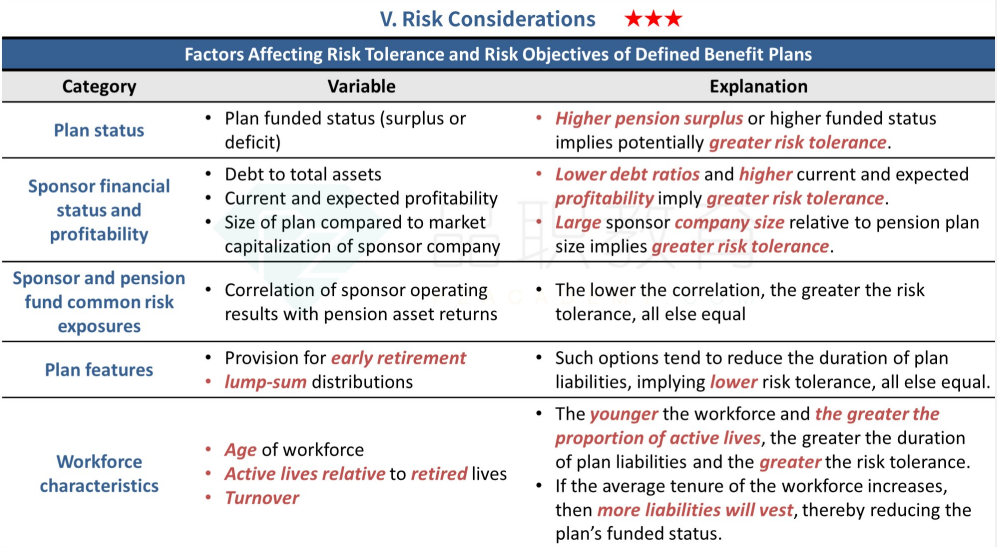 V. Risk Considerations ★★★
Factors Affecting Risk Tolerance and Risk Objectives of Defined Benefit Plans
Category Variable Explanation
Plan status
• Plan funded status (surplus or
deficit)
• Higher pension surplus or higher funded status
implies potentially greater risk tolerance.
Sponsor financial
status and
profitability
• Debt to total assets
• Current and expected profitability
• Size of plan compared to market
capitalization of sponsor company
• Lower debt ratios and higher current and expected
profitability imply greater risk tolerance.
• Large sponsor company size relative to pension plan
size implies greater risk tolerance.
Sponsor and pension
fund common risk
exposures
• Correlation of sponsor operating
results with pension asset returns
• The lower the correlation, the greater the risk
tolerance, all else equal
Plan features
• Provision for early retirement
• lump-sum distributions
• Such options tend to reduce the duration of plan
liabilities, implying lower risk tolerance, all else equal.
Workforce
characteristics
• Age of workforce
• Active lives relative to retired lives
• Turnover
• The younger the workforce and the greater the
proportion of active lives, the greater the duration
of plan liabilities and the greater the risk tolerance.
• If the average tenure of the workforce increases,
then more liabilities will vest, thereby reducing the
plan's funded status.
品职教育